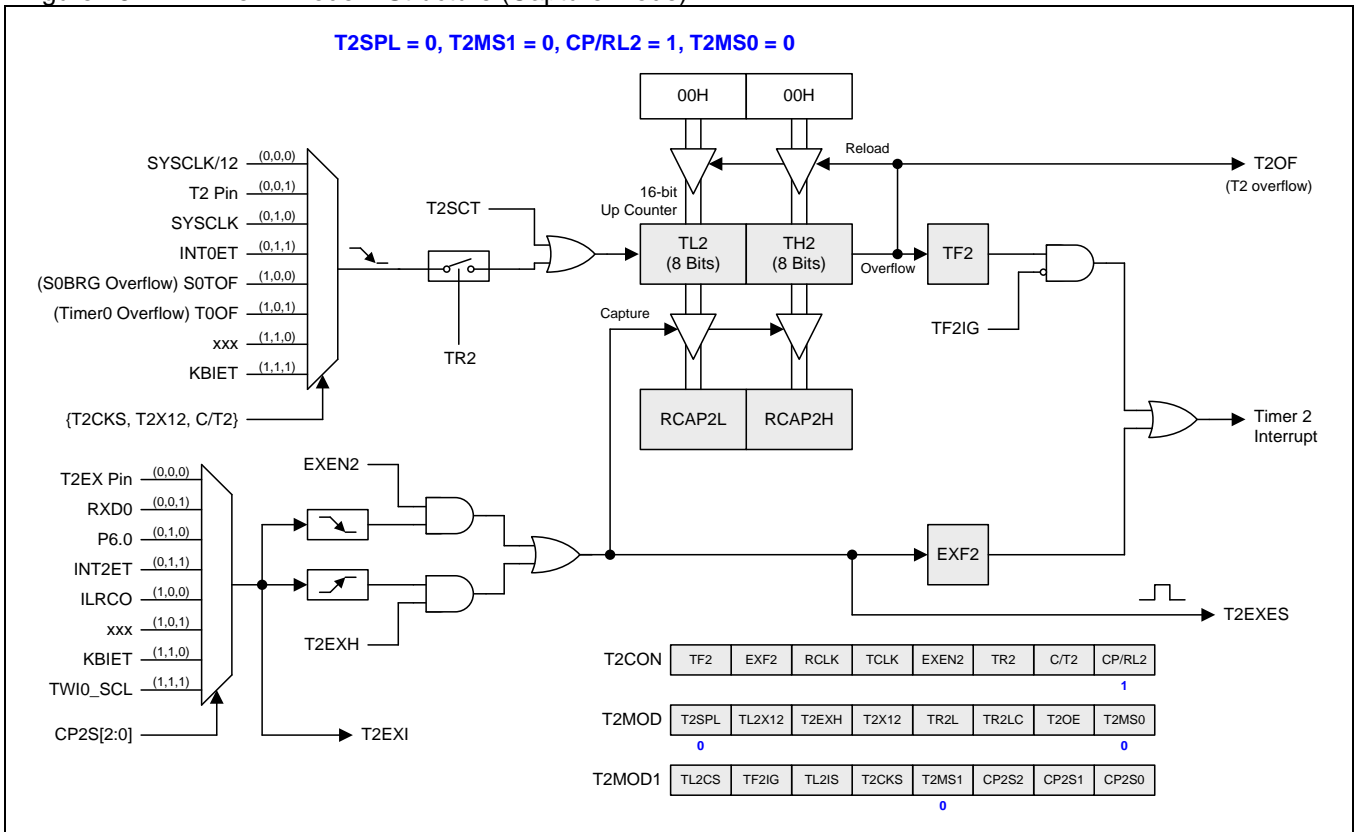 T2SPL = 0, T2MS1 = 0, CP/RL2 = 1, T2MS0 = 0
00H 00H
Reload
T2OF
(T2 overflow)
SYSCLK/12 (0,0,0)
T2 Pin (0,0,1)
SYSCLK (0,1,0)
INT0ET (0,1,1)
(S0BRG Overflow) S0TOF (1,0,0)
(Timer0 Overflow) T0OF (1,0,1)
xxx (1,1,0)
KBIET (1,1,1)
{T2CKS, T2X12, C/T2}
TR2
T2SCT
16-bit
Up Counter
TL2
(8 Bits)
TH2
(8 Bits)
Overflow
TF2
TF2IG
Capture
RCAP2L RCAP2H
Timer 2
Interrupt
T2EX Pin (0,0,0)
RXD0 (0,0,1)
P6.0 (0,1,0)
INT2ET (0,1,1)
ILRCO (1,0,0)
xxx (1,0,1)
KBIET (1,1,0)
TWI0_SCL (1,1,1)
CP2S[2:0]
EXEN2
T2EXH
T2EXI
EXF2
T2EXES
T2CON TF2 EXF2 RCLK TCLK EXEN2 TR2 C/T2 CP/RL2
1
T2MOD T2SPL TL2X12 T2EXH T2X12 TR2L TR2LC T2OE T2MS0
0 0
T2MOD1 TL2CS TF2IG TL2IS T2CKS T2MS1 CP2S2 CP2S1 CP2S0
0